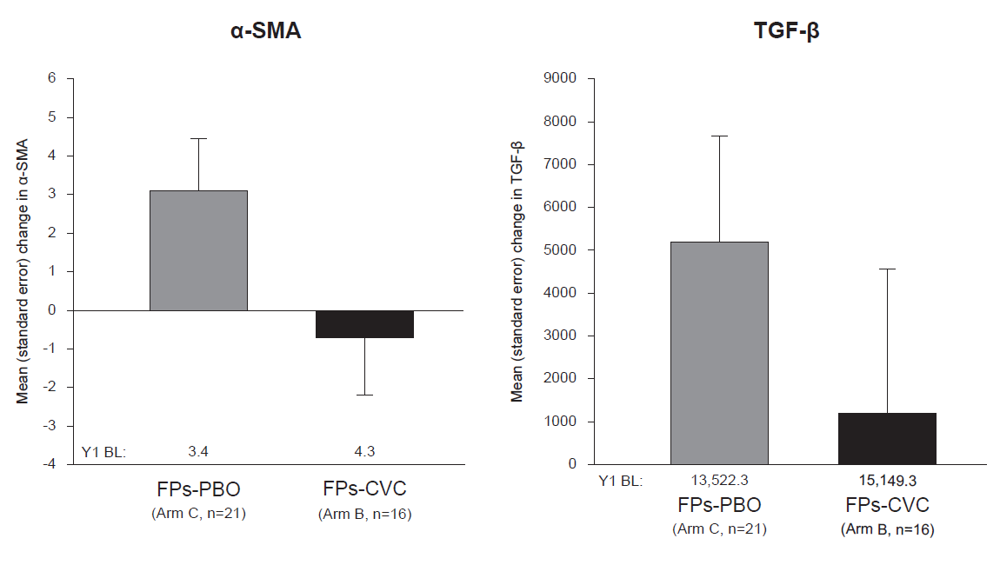 α-SMA
Mean (standard error) change in α-SMA
6
5
4
3
2
1
0
-1
-2
-3
-4
Y1 BL: 3.4 4.3
FPs-PBO FPs-CVC
(Arm C, n=21) (Arm B, n=16)
TGF-β
Mean (standard error) change in TGF-β
9000
8000
7000
6000
5000
4000
3000
2000
1000
0
Y1 BL: 13,522.3 15,149.3
FPs-PBO FPs-CVC
(Arm C, n=21) (Arm B, n=16)